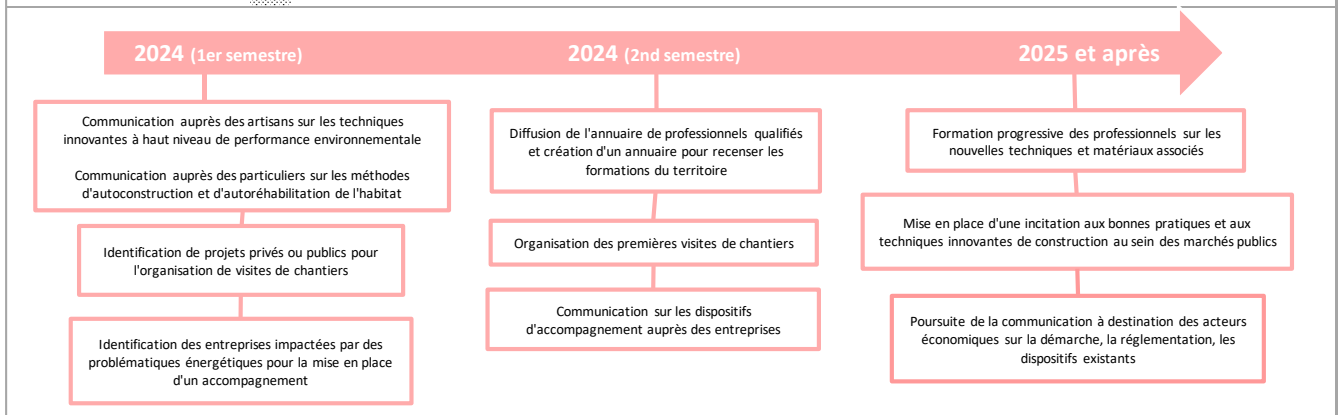 2024 (1er semestre)
Communication auprès des artisans sur les techniques
innovantes à haut niveau de performance environnementale
Communication auprès des particuliers sur les méthodes
d'autoconstruction et d'autoréhabilitation de l'habitat
Identification de projets privés ou publics pour
l'organisation de visites de chantiers
Identification des entreprises impactées par des
problématiques énergétiques pour la mise en place
d'un accompagnement
2024 (2nd semestre)
Diffusion de l'annuaire de professionnels qualifiés
et création d'un annuaire pour recenser les
formations du territoire
Organisation des premières visites de chantiers
Communication sur les dispositifs
d'accompagnement auprès des entreprises
2025 et après
Formation progressive des professionnels sur les
nouvelles techniques et matériaux associés
Mise en place d'une incitation aux bonnes pratiques et aux
techniques innovantes de construction au sein des marchés publics
Poursuite de la communication à destination des acteurs
économiques sur la démarche, la réglementation, les
dispositifs existants